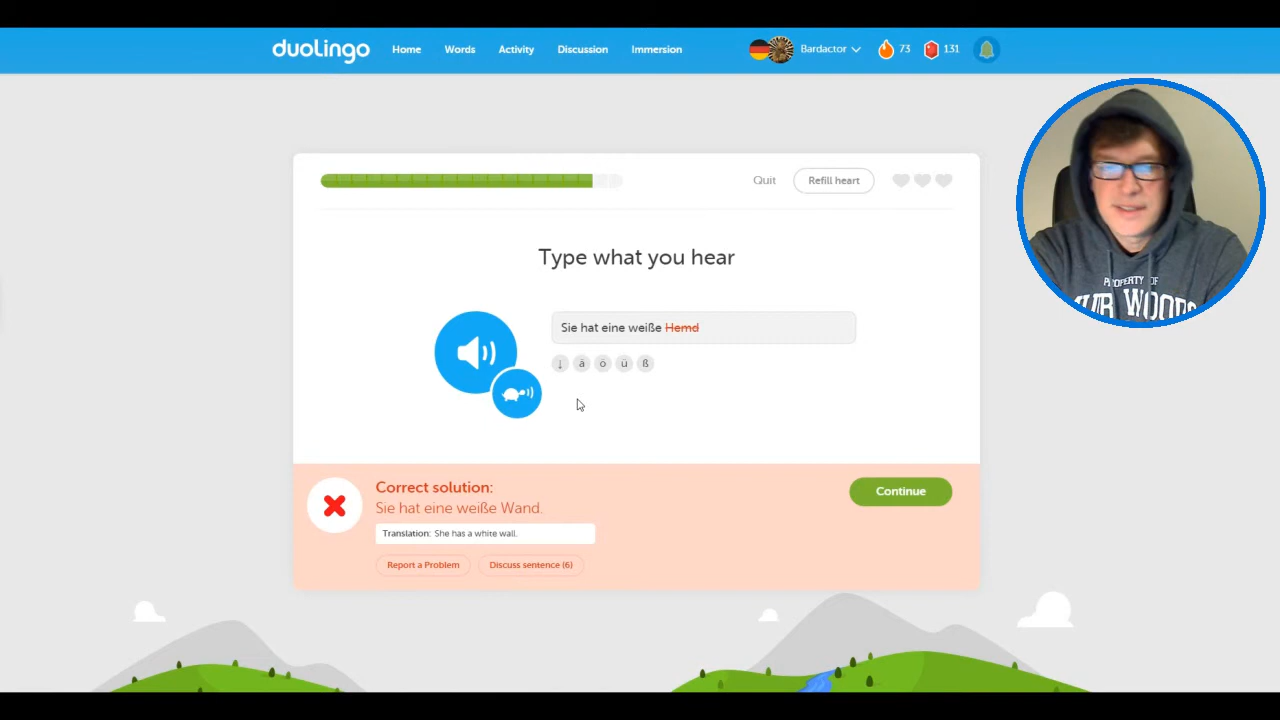 duolingo Home Words Activity Discussion Immersion Bardactor 73 131
Quit Refill heart
Type what you hear
Sie hat eine weiße Hemd
↓ ä ö ü ß
Correct solution:
Sie hat eine weiße Wand.
Translation: She has a white wall.
Report a Problem Discuss sentence (6)
Continue
PROPERTY OF
MUIR WOODS